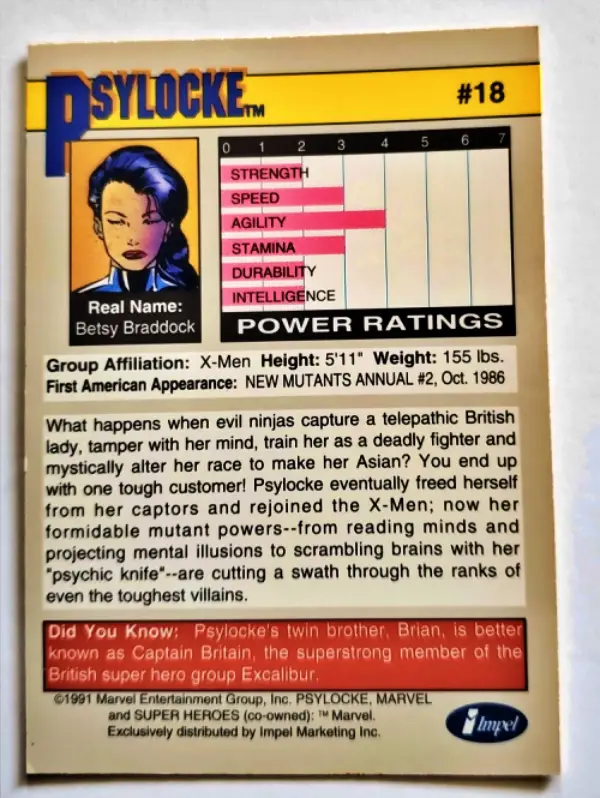 PSYLOCKE™
#18
0 1 2 3 4 5 6 7
STRENGTH
SPEED
AGILITY
STAMINA
DURABILITY
INTELLIGENCE
POWER RATINGS
Real Name:
Betsy Braddock
Group Affiliation: X-Men Height: 5'11" Weight: 155 lbs.
First American Appearance: NEW MUTANTS ANNUAL #2, Oct. 1986
What happens when evil ninjas capture a telepathic British
lady, tamper with her mind, train her as a deadly fighter and
mystically alter her race to make her Asian? You end up
with one tough customer! Psylocke eventually freed herself
from her captors and rejoined the X-Men; now her
formidable mutant powers--from reading minds and
projecting mental illusions to scrambling brains with her
"psychic knife"--are cutting a swath through the ranks of
even the toughest villains.
Did You Know: Psylocke's twin brother, Brian, is better
known as Captain Britain, the superstrong member of the
British super hero group Excalibur.
©1991 Marvel Entertainment Group, Inc. PSYLOCKE, MARVEL
and SUPER HEROES (co-owned): ™ Marvel.
Exclusively distributed by Impel Marketing Inc.
Impel